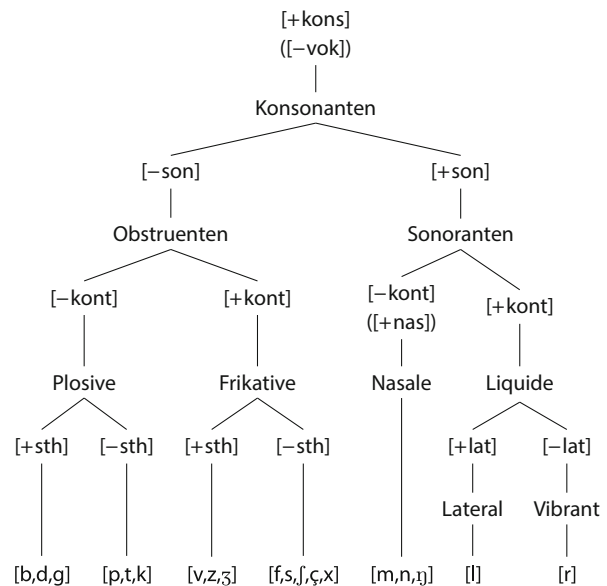 [+kons]
([−vok])
Konsonanten
[−son] [+son]
Obstruenten Sonoranten
[−kont] [+kont] [−kont] [+kont]
([+nas])
Plosive Frikative Nasale Liquide
[+sth] [−sth] [+sth] [−sth] [+lat] [−lat]
Lateral Vibrant
[b,d,g] [p,t,k] [v,z,ʒ] [f,s,ʃ,ç,x] [m,n,ŋ] [l] [r]